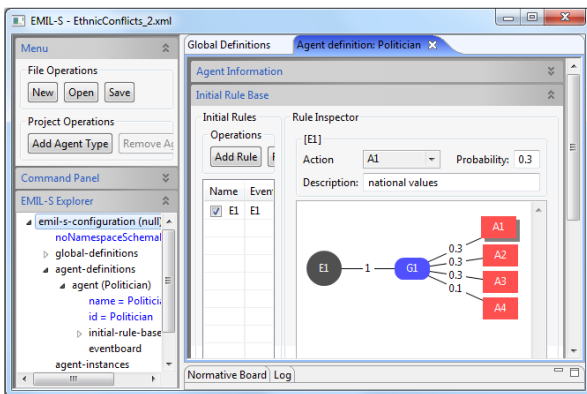 EMIL-S - EthnicConflicts_2.xml
Menu
File Operations
New Open Save
Project Operations
Add Agent Type Remove Ag
Command Panel
EMIL-S Explorer
emil-s-configuration (null)
noNamespaceSchemal
global-definitions
agent-definitions
agent (Politician)
name = Politicia
id = Politician
initial-rule-base
eventboard
agent-instances
Global Definitions Agent definition: Politician
Agent Information
Initial Rule Base
Initial Rules
Operations
Add Rule
Name Even
E1 E1
Rule Inspector
[E1]
Action A1 Probability: 0.3
Description: national values
E1 1 G1
0.3 A1
0.3 A2
0.3 A3
0.1 A4
Normative Board Log